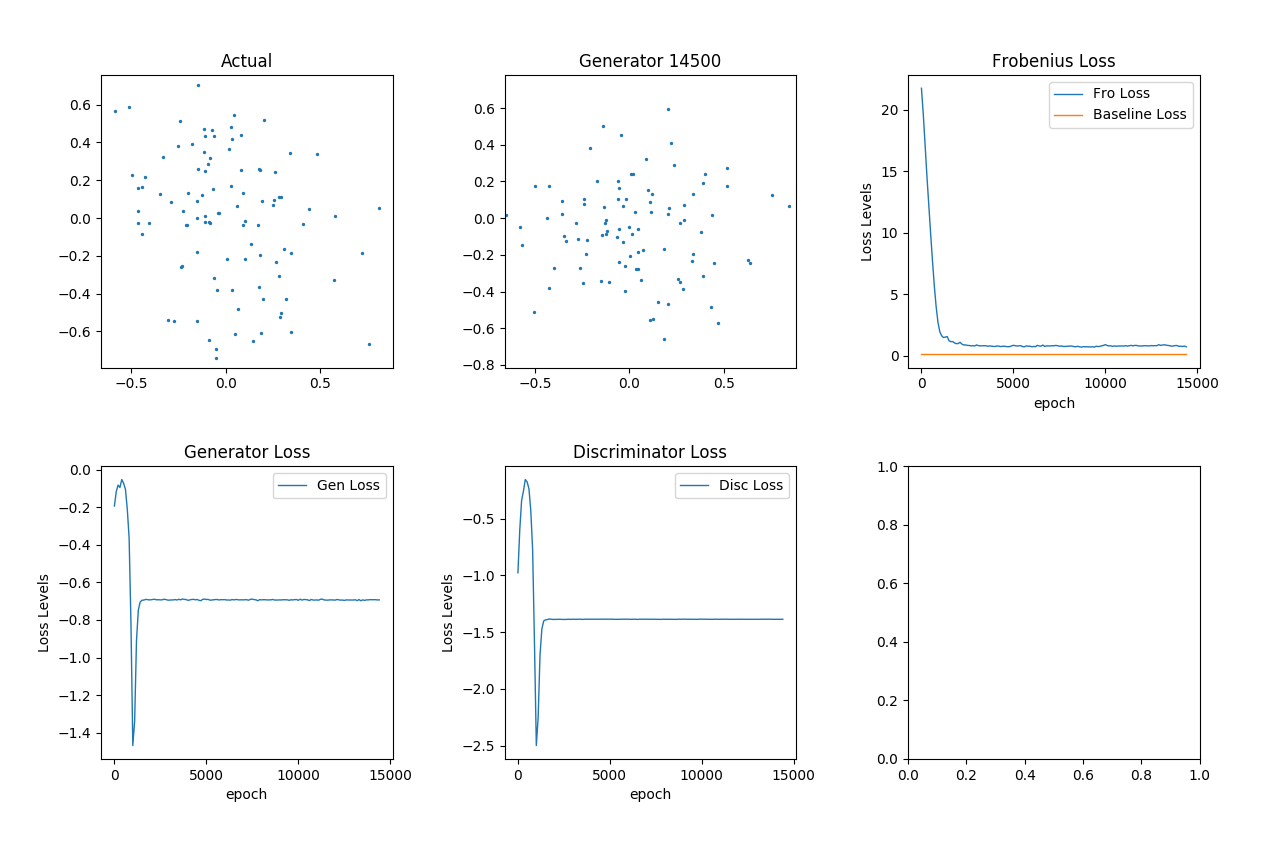 Actual
0.6
0.4
0.2
0.0
−0.2
−0.4
−0.6
−0.5 0.0 0.5
Generator 14500
0.6
0.4
0.2
0.0
−0.2
−0.4
−0.6
−0.8
−0.5 0.0 0.5
Frobenius Loss
Fro Loss
Baseline Loss
Loss Levels
20
15
10
5
0
0 5000 10000 15000
epoch
Generator Loss
Gen Loss
Loss Levels
0.0
−0.2
−0.4
−0.6
−0.8
−1.0
−1.2
−1.4
0 5000 10000 15000
epoch
Discriminator Loss
Disc Loss
Loss Levels
−0.5
−1.0
−1.5
−2.0
−2.5
0 5000 10000 15000
epoch
1.0
0.8
0.6
0.4
0.2
0.0
0.0 0.2 0.4 0.6 0.8 1.0